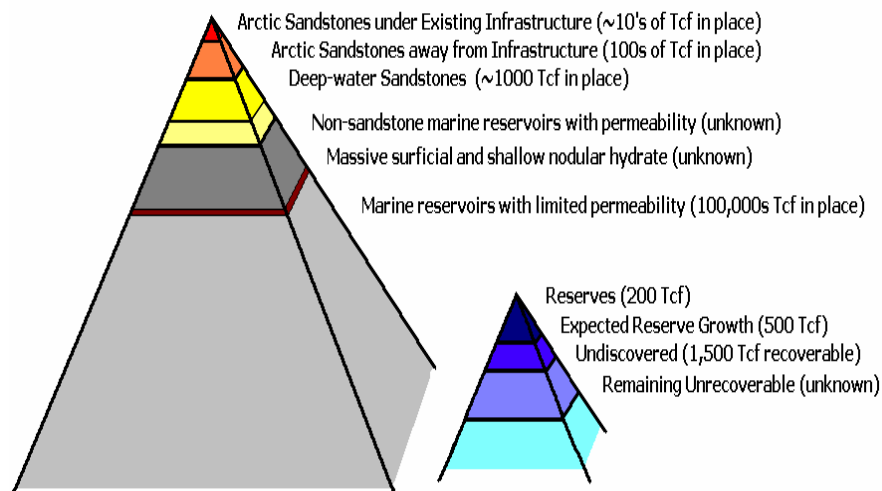 Arctic Sandstones under Existing Infrastructure (~10's of Tcf in place)
Arctic Sandstones away from Infrastructure (100s of Tcf in place)
Deep-water Sandstones (~1000 Tcf in place)
Non-sandstone marine reservoirs with permeability (unknown)
Massive surficial and shallow nodular hydrate (unknown)
Marine reservoirs with limited permeability (100,000s Tcf in place)
Reserves (200 Tcf)
Expected Reserve Growth (500 Tcf)
Undiscovered (1,500 Tcf recoverable)
Remaining Unrecoverable (unknown)